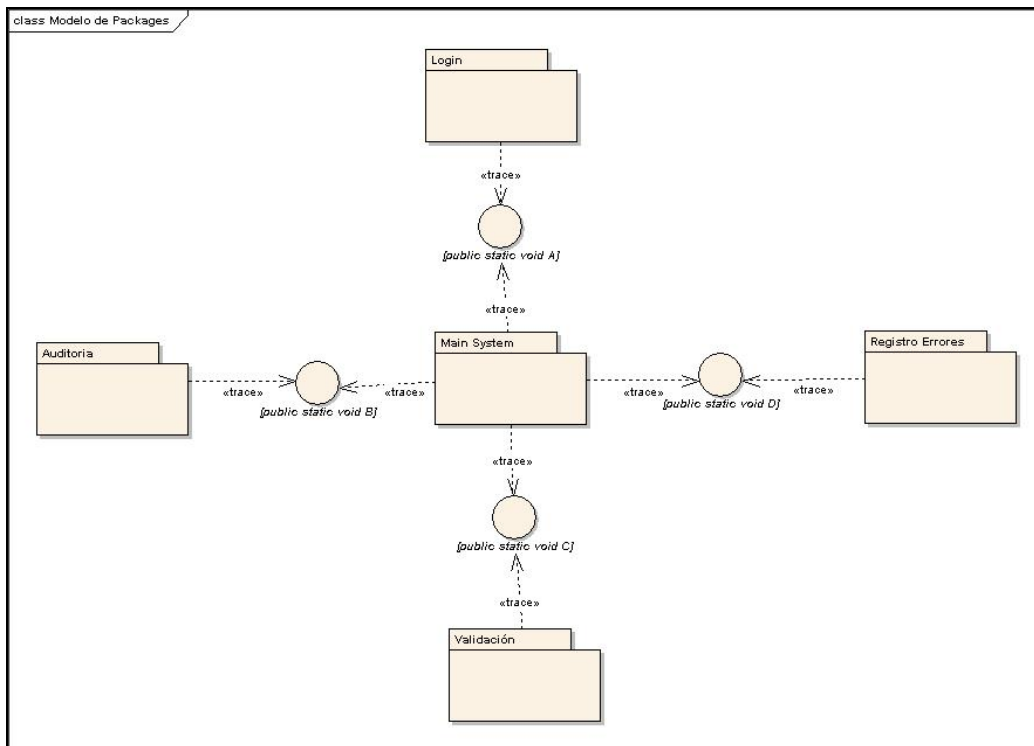 class Modelo de Packages
Login
«trace»
[public static void A]
«trace»
Auditoria
«trace»
[public static void B]
«trace»
Main System
«trace»
[public static void D]
«trace»
Registro Errores
«trace»
[public static void C]
«trace»
Validación